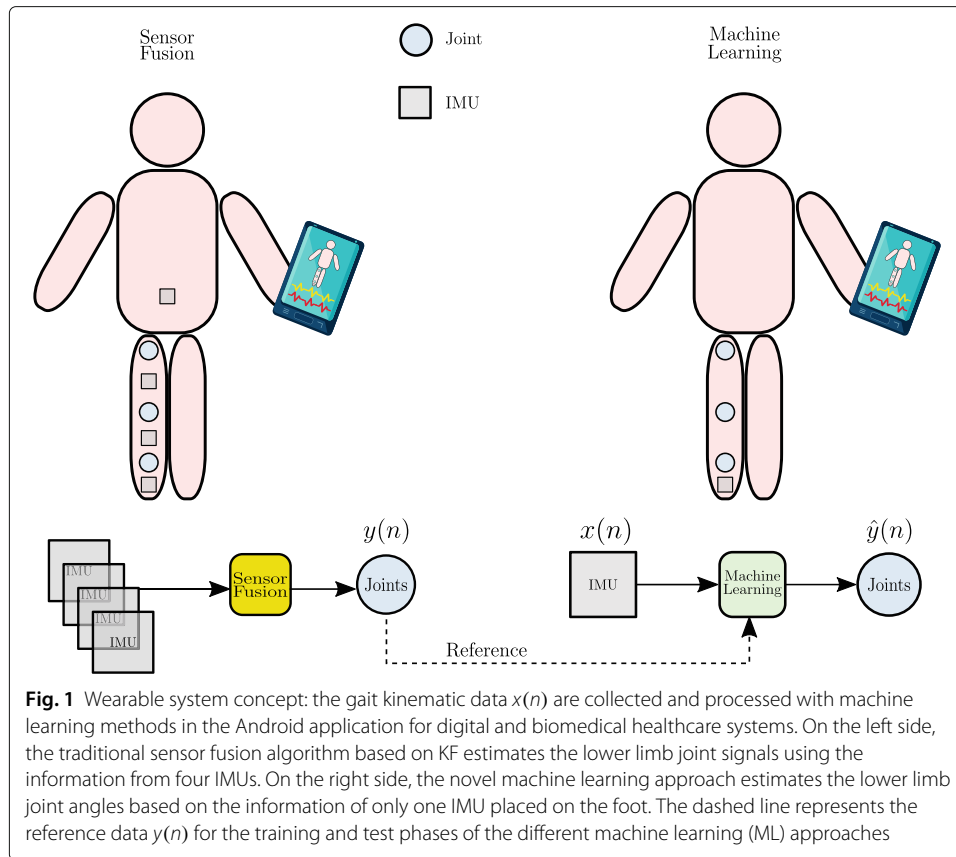 Sensor
Fusion
Joint
IMU
Machine
Learning
y(n)
x(n)
ŷ(n)
IMU
IMU
IMU
IMU
Sensor
Fusion
Joints
IMU
Machine
Learning
Joints
Reference
Fig. 1 Wearable system concept: the gait kinematic data x(n) are collected and processed with machine
learning methods in the Android application for digital and biomedical healthcare systems. On the left side,
the traditional sensor fusion algorithm based on KF estimates the lower limb joint signals using the
information from four IMUs. On the right side, the novel machine learning approach estimates the lower limb
joint angles based on the information of only one IMU placed on the foot. The dashed line represents the
reference data y(n) for the training and test phases of the different machine learning (ML) approaches